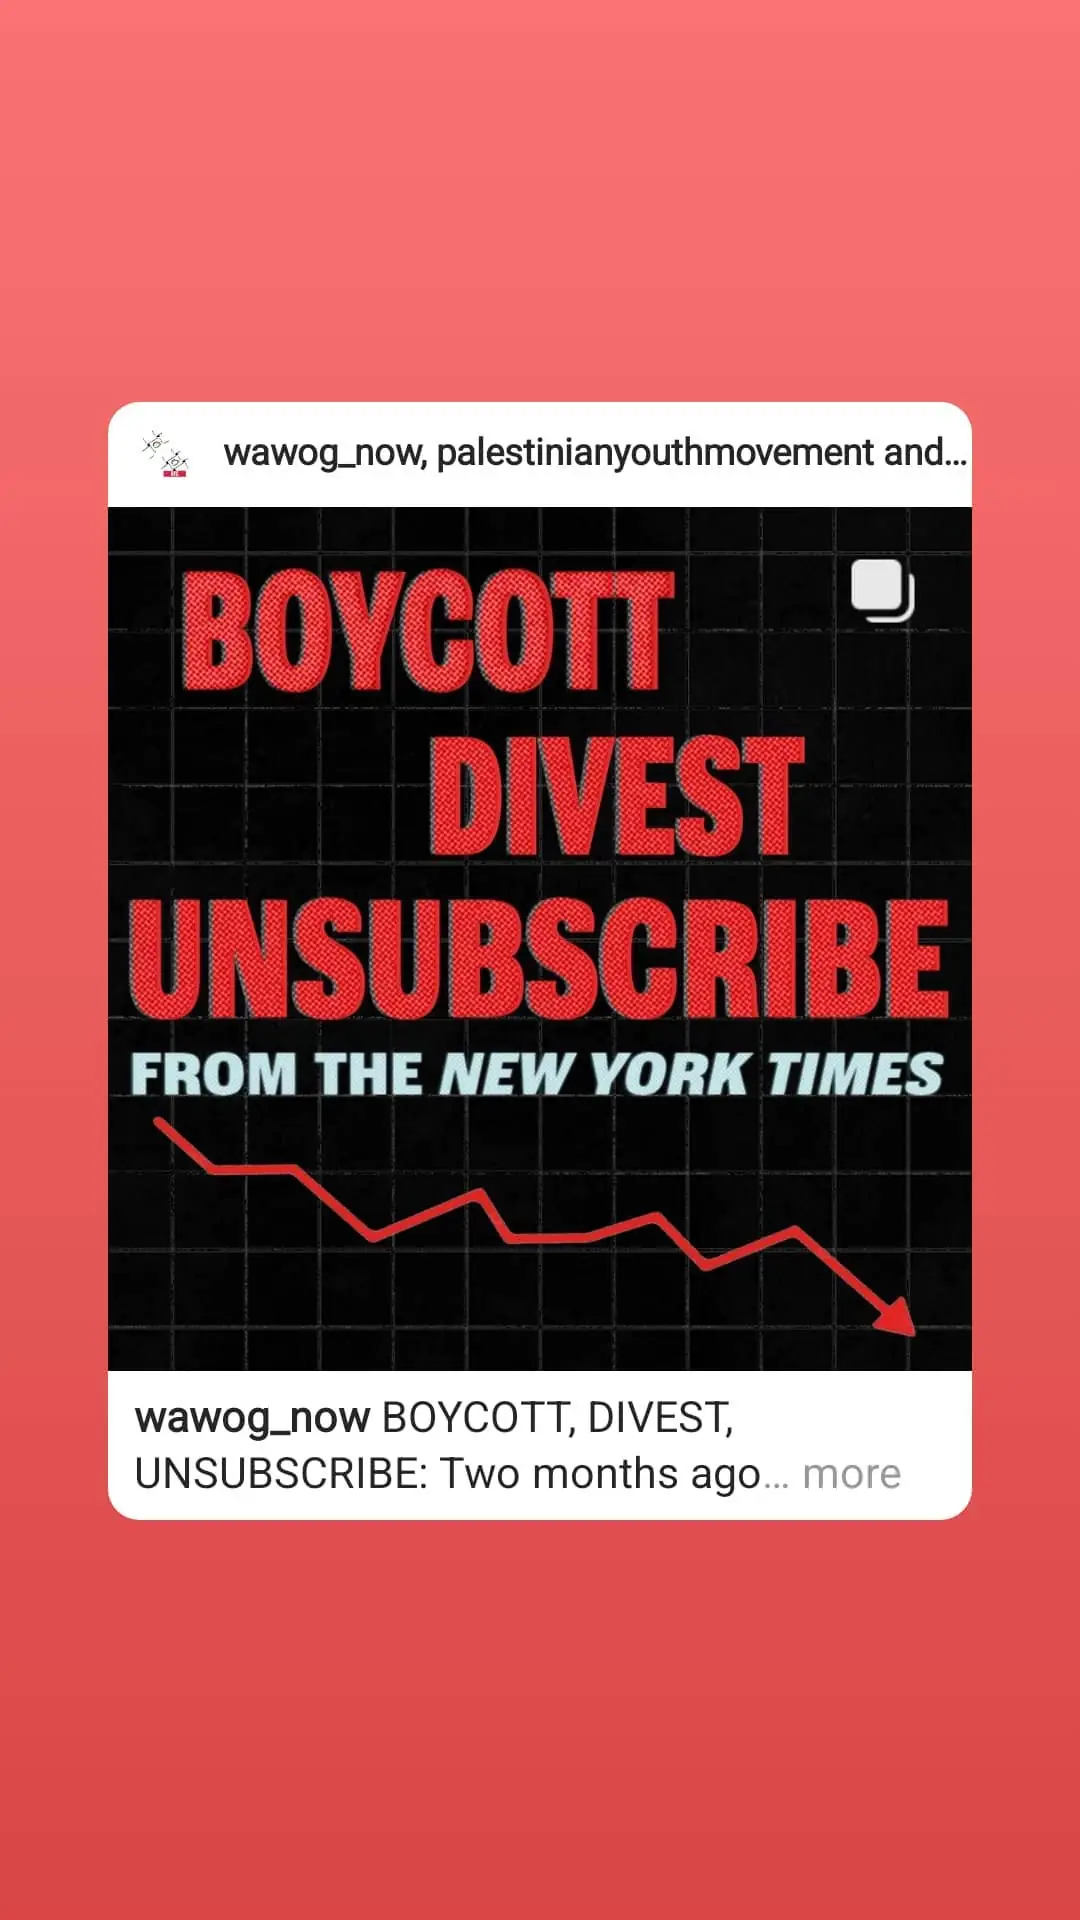 wawog_now, palestinianyouthmovement and...
BOYCOTT
DIVEST
UNSUBSCRIBE
FROM THE NEW YORK TIMES
wawog_now BOYCOTT, DIVEST,
UNSUBSCRIBE: Two months ago... more